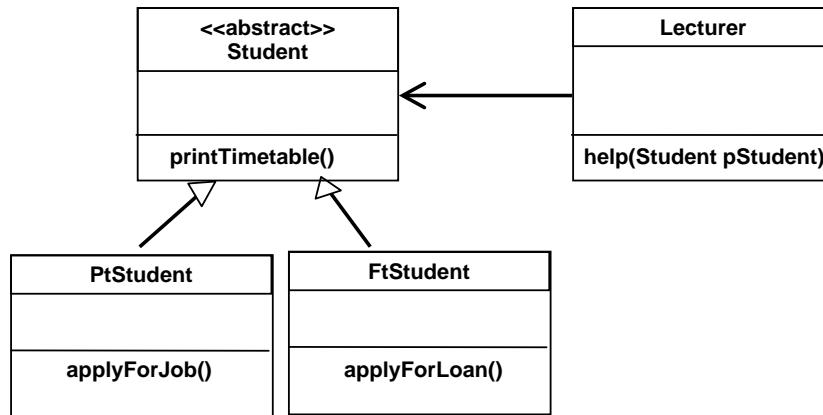 <<abstract>>
Student
printTimetable()
Lecturer
help(Student pStudent)
PtStudent
applyForJob()
FtStudent
applyForLoan()